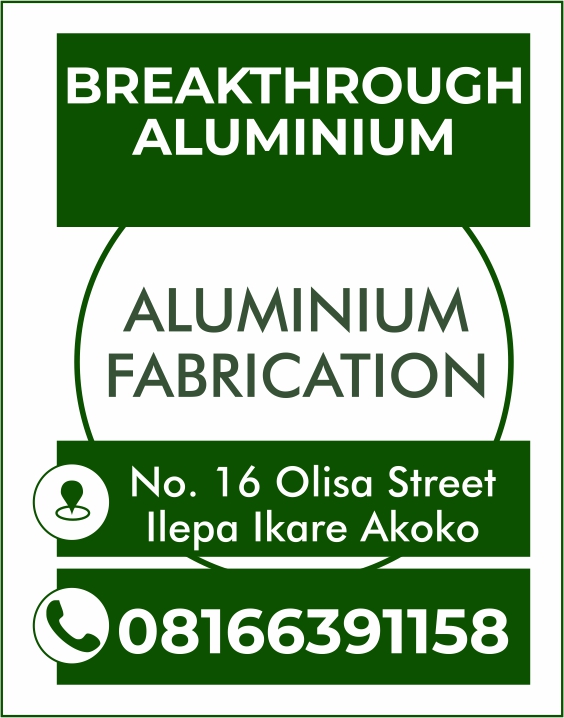 BREAKTHROUGH
ALUMINIUM
ALUMINIUM
FABRICATION
No. 16 Olisa Street
Ilepa Ikare Akoko
08166391158